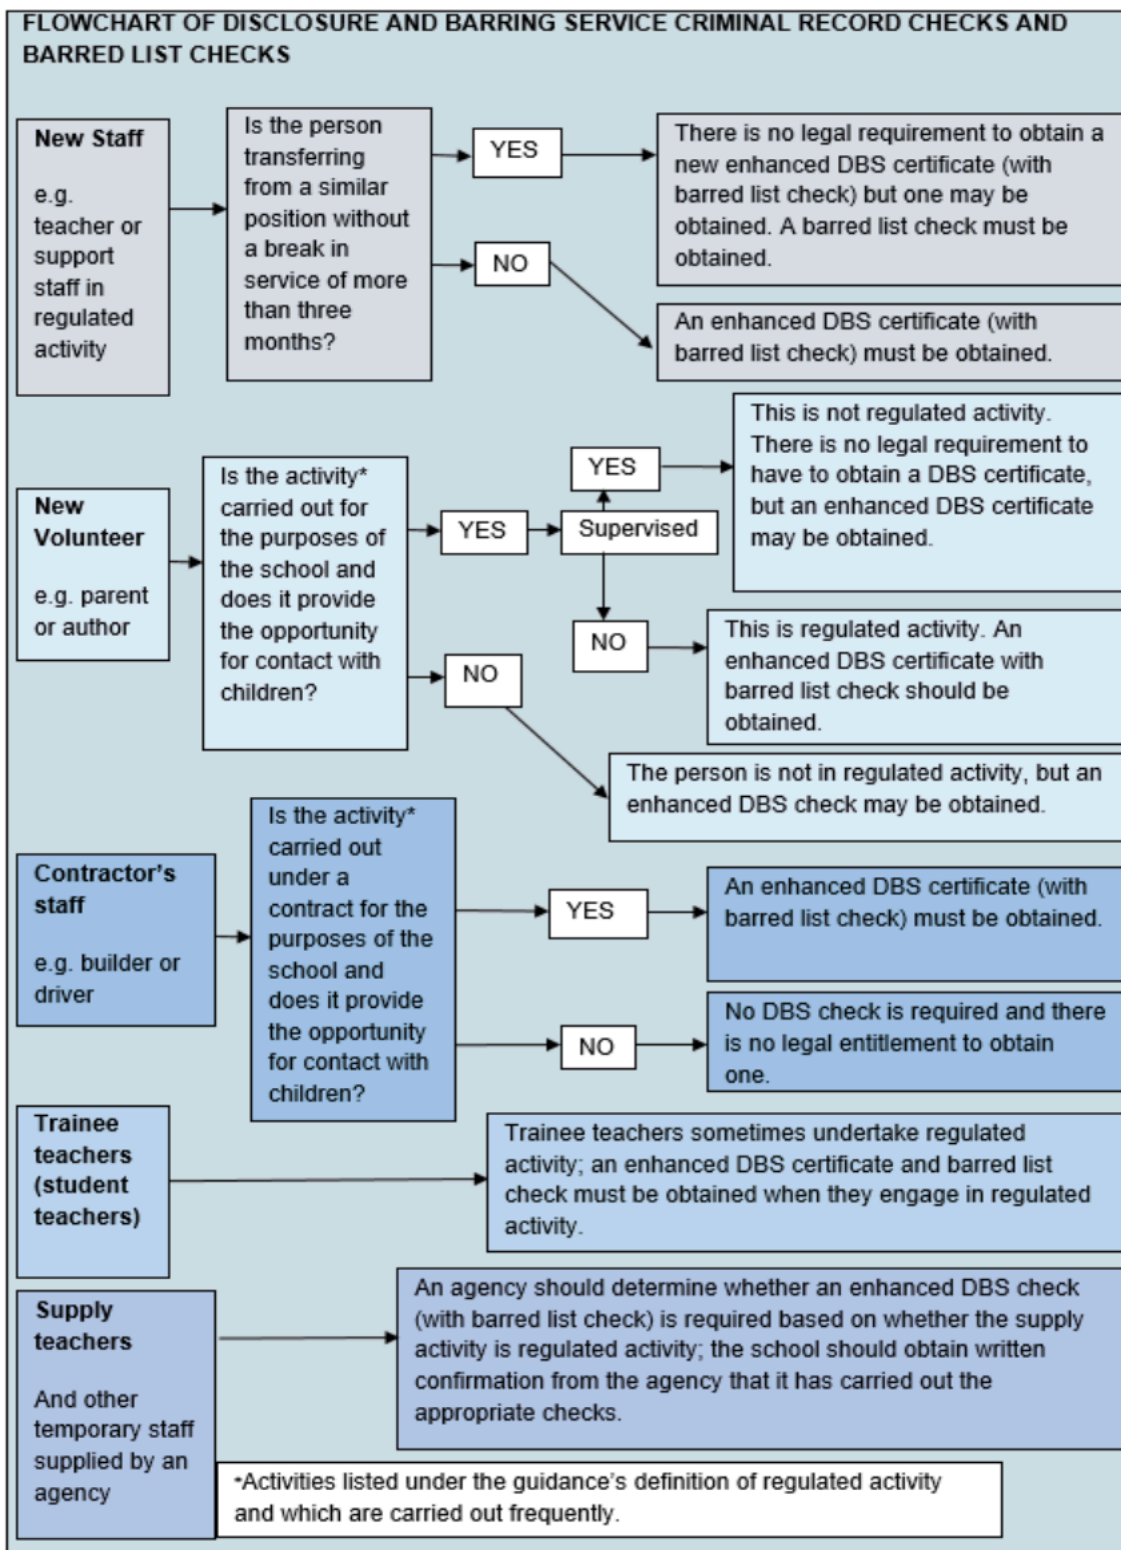 FLOWCHART OF DISCLOSURE AND BARRING SERVICE CRIMINAL RECORD CHECKS AND
BARRED LIST CHECKS
New Staff
e.g.
teacher or
support
staff in
regulated
activity
Is the person
transferring
from a similar
position without
a break in
service of more
than three
months?
YES
There is no legal requirement to obtain a
new enhanced DBS certificate (with
barred list check) but one may be
obtained. A barred list check must be
obtained.
NO
An enhanced DBS certificate (with
barred list check) must be obtained.
New
Volunteer
e.g. parent
or author
Is the activity*
carried out for
the purposes of
the school and
does it provide
the opportunity
for contact with
children?
YES
Supervised
YES
This is not regulated activity.
There is no legal requirement to
have to obtain a DBS certificate,
but an enhanced DBS certificate
may be obtained.
NO
This is regulated activity. An
enhanced DBS certificate with
barred list check should be
obtained.
NO
The person is not in regulated activity, but an
enhanced DBS check may be obtained.
Contractor's
staff
e.g. builder or
driver
Is the activity*
carried out
under a
contract for the
purposes of the
school and
does it provide
the opportunity
for contact with
children?
YES
An enhanced DBS certificate (with
barred list check) must be obtained.
NO
No DBS check is required and there
is no legal entitlement to obtain
one.
Trainee
teachers
(student
teachers)
Trainee teachers sometimes undertake regulated
activity; an enhanced DBS certificate and barred list
check must be obtained when they engage in regulated
activity.
Supply
teachers
And other
temporary staff
supplied by an
agency
An agency should determine whether an enhanced DBS check
(with barred list check) is required based on whether the supply
activity is regulated activity; the school should obtain written
confirmation from the agency that it has carried out the
appropriate checks.
*Activities listed under the guidance's definition of regulated activity
and which are carried out frequently.